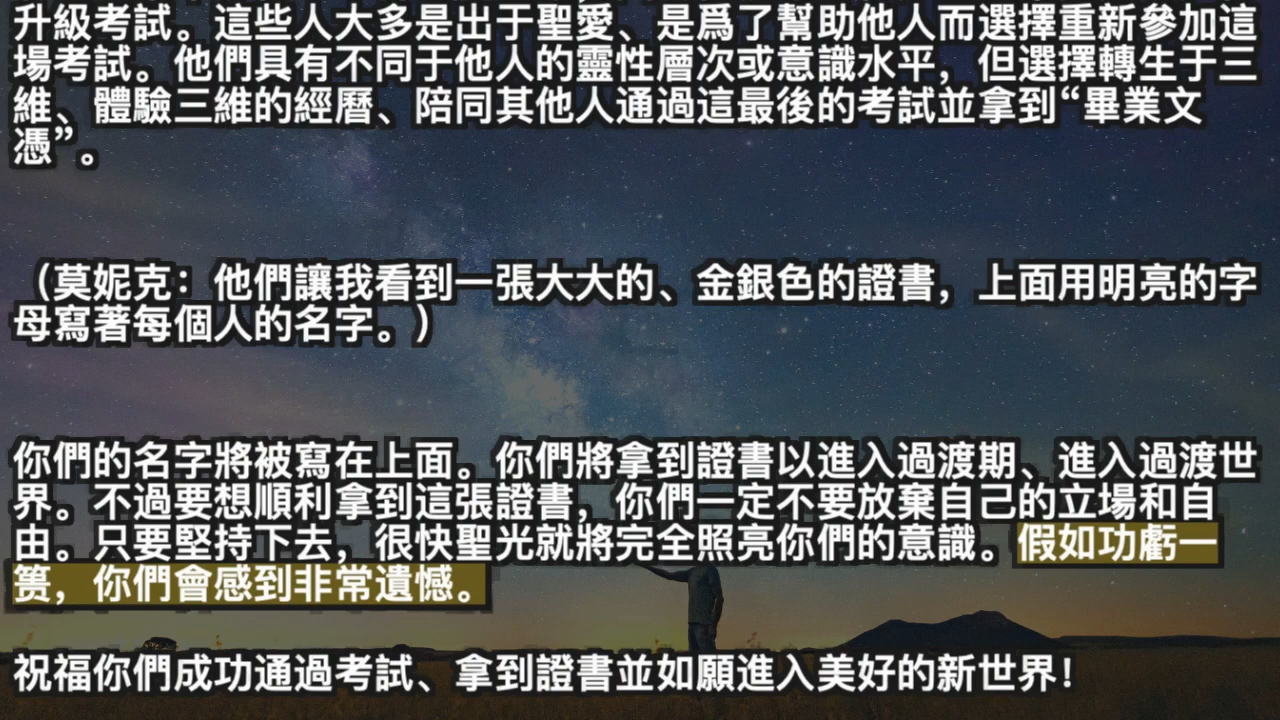 升級考試。這些人大多是出于聖愛、是爲了幫助他人而選擇重新參加這
場考試。他們具有不同于他人的靈性層次或意識水平，但選擇轉生于三
維、體驗三維的經曆、陪同其他人通過這最後的考試並拿到“畢業文
憑”。
（莫妮克：他們讓我看到一張大大的、金銀色的證書，上面用明亮的字
母寫著每個人的名字。）
你們的名字將被寫在上面。你們將拿到證書以進入過渡期、進入過渡世
界。不過要想順利拿到這張證書，你們一定不要放棄自己的立場和自
由。只要堅持下去，很快聖光就將完全照亮你們的意識。假如功虧一
篑，你們會感到非常遺憾。
祝福你們成功通過考試、拿到證書並如願進入美好的新世界！